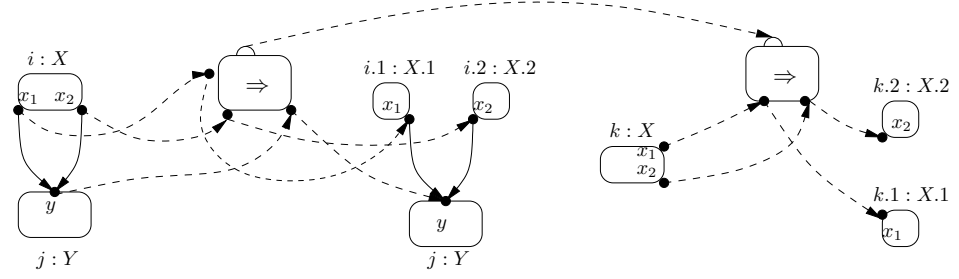 i : X
x₁ x₂
y
j : Y
⇒
i.1 : X.1
x₁
i.2 : X.2
x₂
y
j : Y
⇒
k : X
x₁
x₂
k.2 : X.2
x₂
k.1 : X.1
x₁